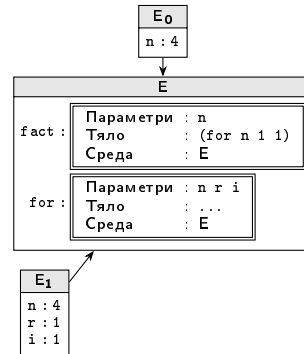 E0
n : 4
E
fact :
Параметри : n
Тяло : (for n 1 1)
Среда : E
for :
Параметри : n r i
Тяло : ...
Среда : E
E1
n : 4
r : 1
i : 1